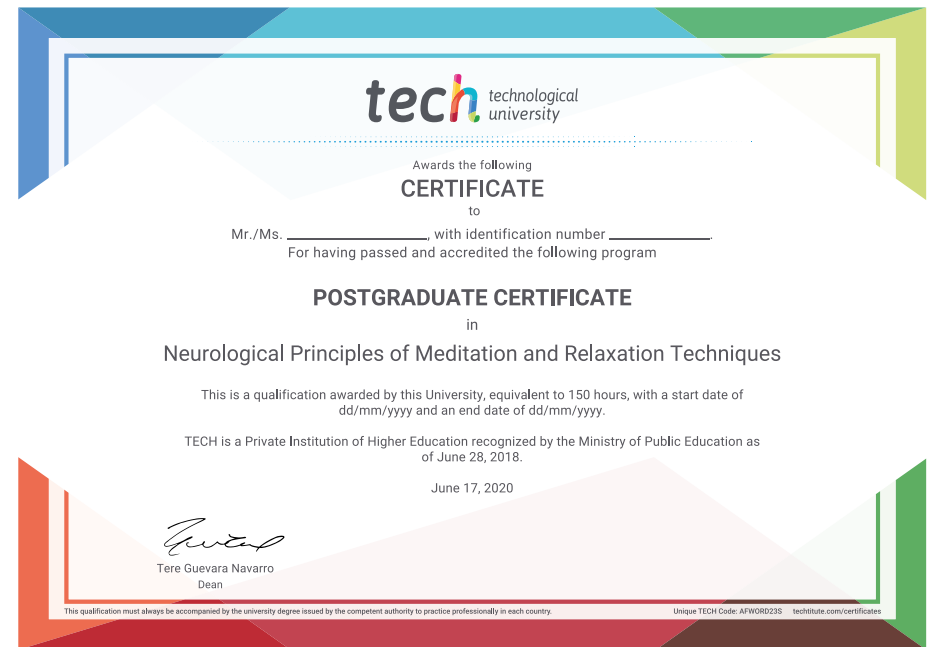 tech technological
university
Awards the following
CERTIFICATE
to
Mr./Ms. ____________________, with identification number ______________.
For having passed and accredited the following program
POSTGRADUATE CERTIFICATE
in
Neurological Principles of Meditation and Relaxation Techniques
This is a qualification awarded by this University, equivalent to 150 hours, with a start date of
dd/mm/yyyy and an end date of dd/mm/yyyy.
TECH is a Private Institution of Higher Education recognized by the Ministry of Public Education as
of June 28, 2018.
June 17, 2020
Tere Guevara Navarro
Dean
This qualification must always be accompanied by the university degree issued by the competent authority to practice professionally in each country.
Unique TECH Code: AFWORD23S techtitute.com/certificates